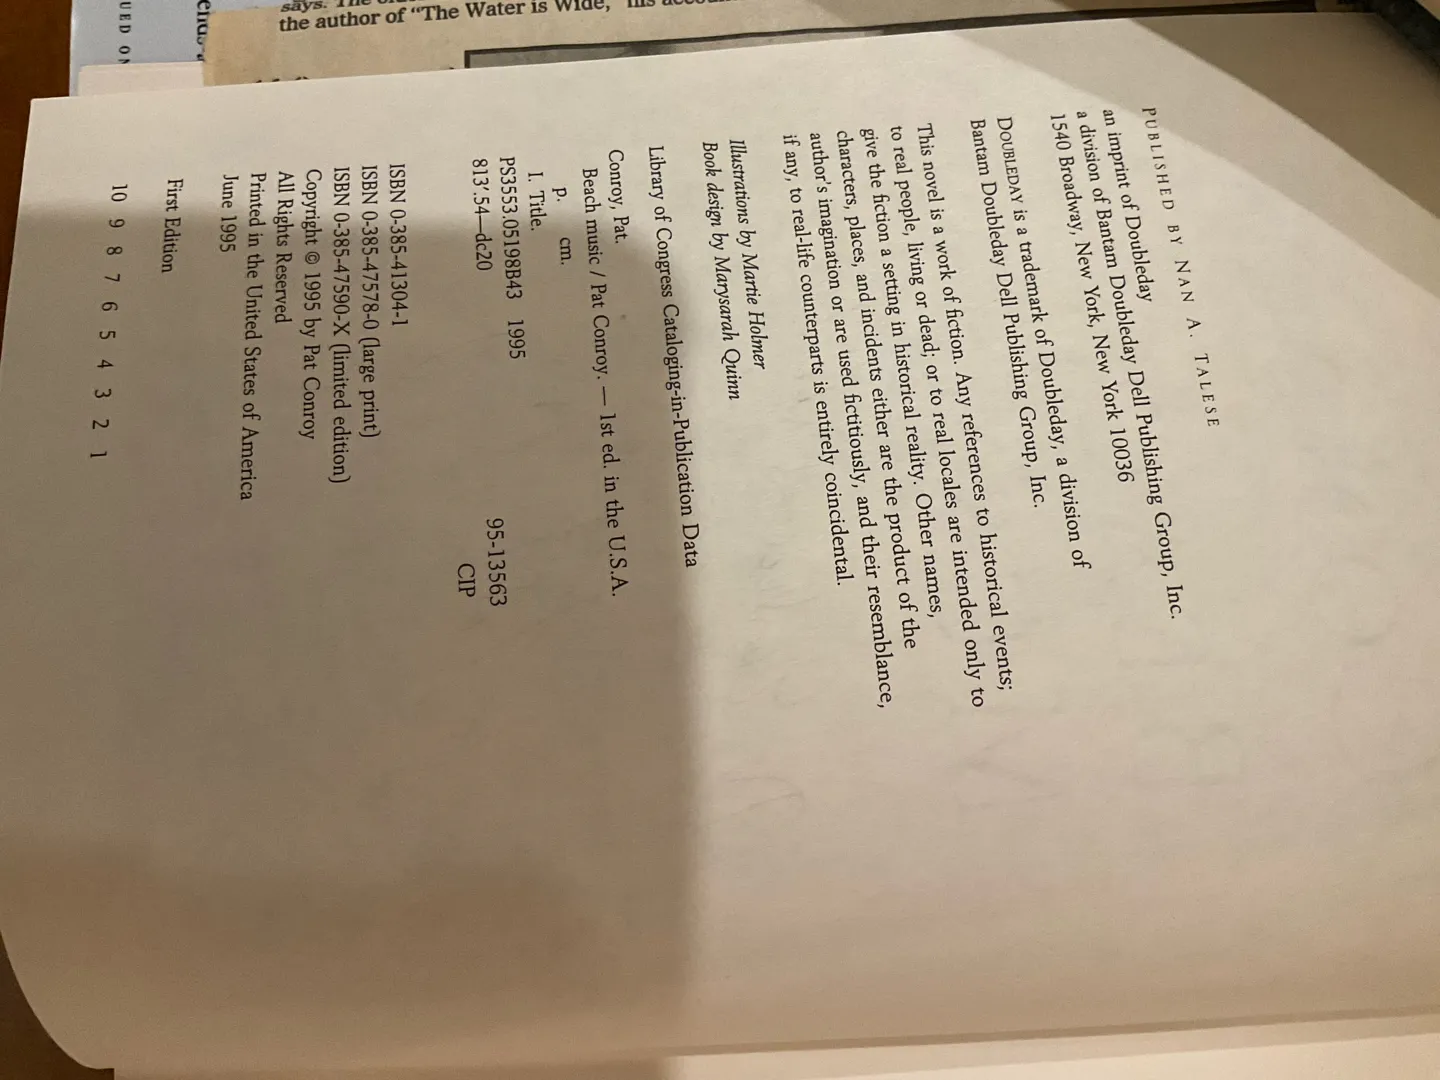 says. The
the author of "The Water is Wide,"
UED ON
PUBLISHED BY NAN A. TALESE
an imprint of Doubleday
a division of Bantam Doubleday Dell Publishing Group, Inc.
1540 Broadway, New York, New York 10036
DOUBLEDAY is a trademark of Doubleday, a division of
Bantam Doubleday Dell Publishing Group, Inc.
This novel is a work of fiction. Any references to historical events;
to real people, living or dead; or to real locales are intended only to
give the fiction a setting in historical reality. Other names,
characters, places, and incidents either are the product of the
author's imagination or are used fictitiously, and their resemblance,
if any, to real-life counterparts is entirely coincidental.
Illustrations by Martie Holmer
Book design by Marysarah Quinn
Library of Congress Cataloging-in-Publication Data
Conroy, Pat.
Beach music / Pat Conroy. — 1st ed. in the U.S.A.
p. cm.
I. Title.
PS3553.05198B43 1995
813'.54—dc20 95-13563
CIP
ISBN 0-385-41304-1
ISBN 0-385-47578-0 (large print)
ISBN 0-385-47590-X (limited edition)
Copyright © 1995 by Pat Conroy
All Rights Reserved
Printed in the United States of America
June 1995
First Edition
10 9 8 7 6 5 4 3 2 1